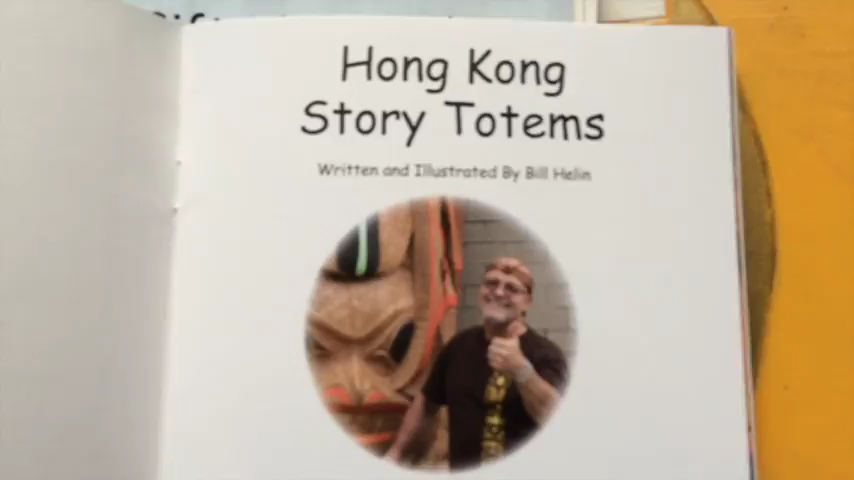 Hong Kong
Story Totems
Written and Illustrated By Bill Helin